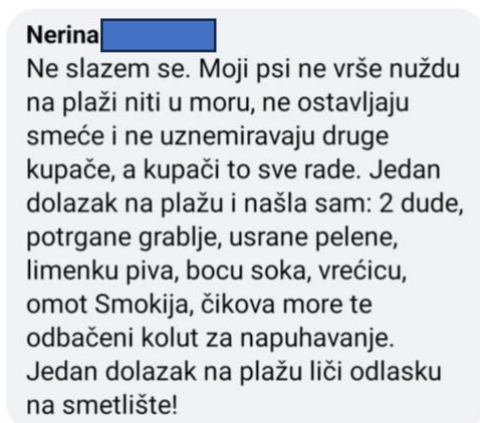 Nerina
Ne slazem se. Moji psi ne vrše nuždu
na plaži niti u moru, ne ostavljaju
smeće i ne uznemiravaju druge
kupače, a kupači to sve rade. Jedan
dolazak na plažu i našla sam: 2 dude,
potrgane grablje, usrane pelene,
limenku piva, bocu soka, vrećicu,
omot Smokija, čikova more te
odbačeni kolut za napuhavanje.
Jedan dolazak na plažu liči odlasku
na smetlište!